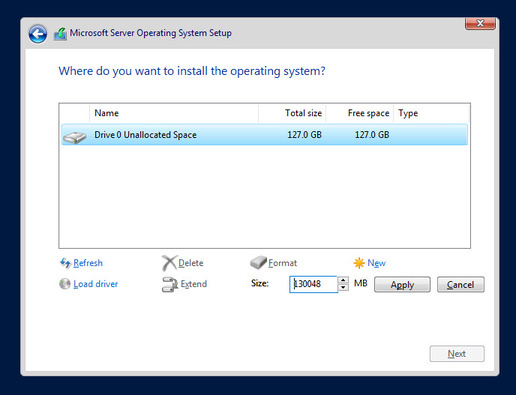 Microsoft Server Operating System Setup
Where do you want to install the operating system?
Name Total size Free space Type
Drive 0 Unallocated Space 127.0 GB 127.0 GB
Refresh Delete Format New
Load driver Extend Size: 130048 MB Apply Cancel
Next